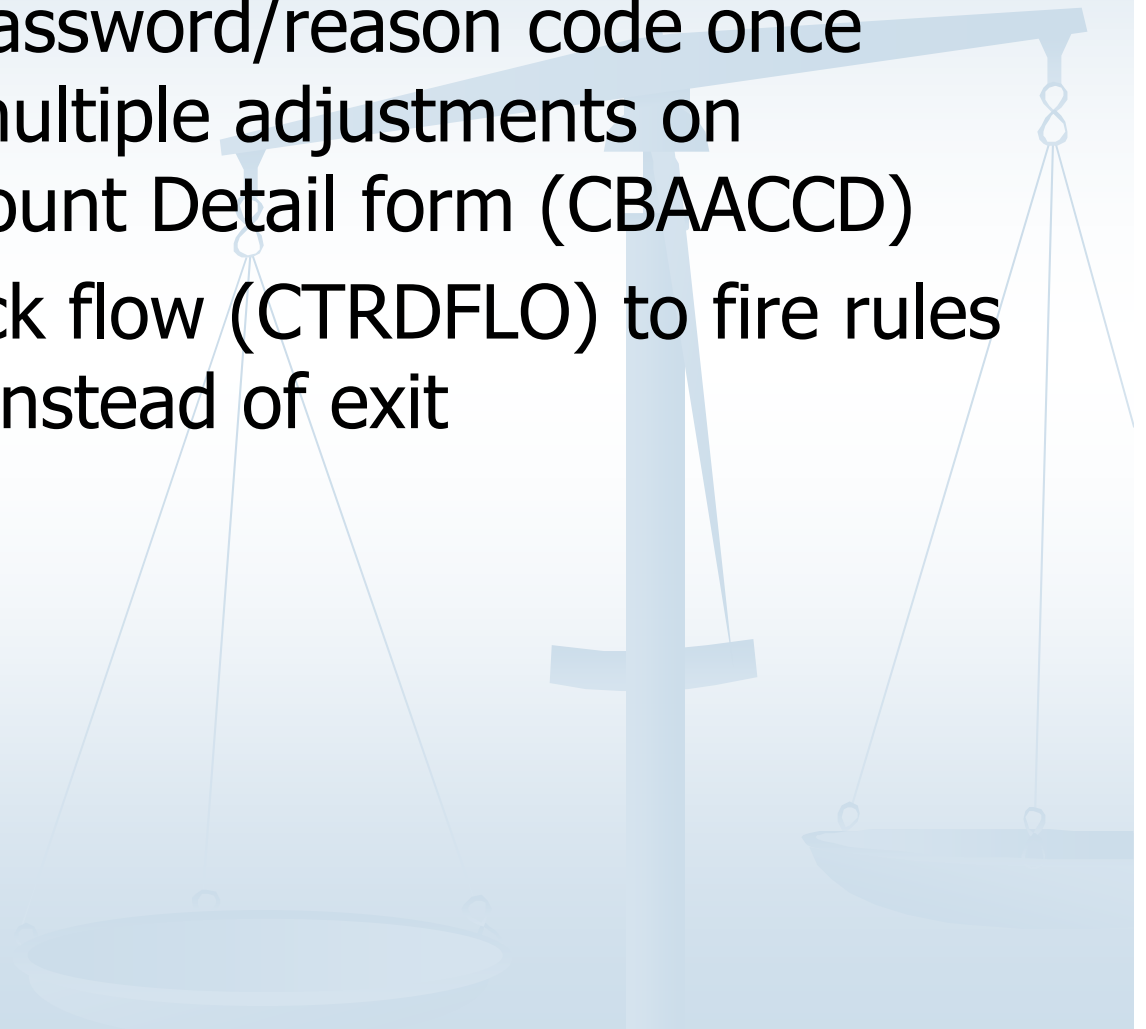 assword/reason code once
ultiple adjustments on
ount Detail form (CBAACCD)
ck flow (CTRDFLO) to fire rules
nstead of exit